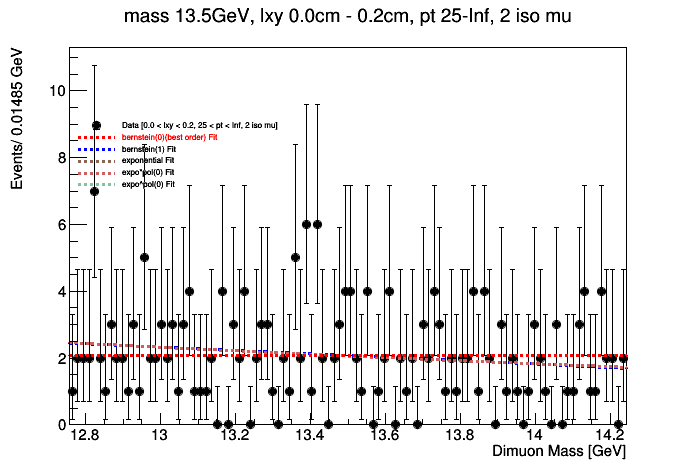 mass 13.5GeV, lxy 0.0cm - 0.2cm, pt 25-Inf, 2 iso mu
Events/ 0.01485 GeV
10
8
6
4
2
0
Data [0.0 < lxy < 0.2, 25 < pt < Inf, 2 iso mu]
bernstein(0)(best order) Fit
bernstein(1) Fit
exponential Fit
expo*pol(0) Fit
expo*pol(0) Fit
12.8 13 13.2 13.4 13.6 13.8 14 14.2
Dimuon Mass [GeV]